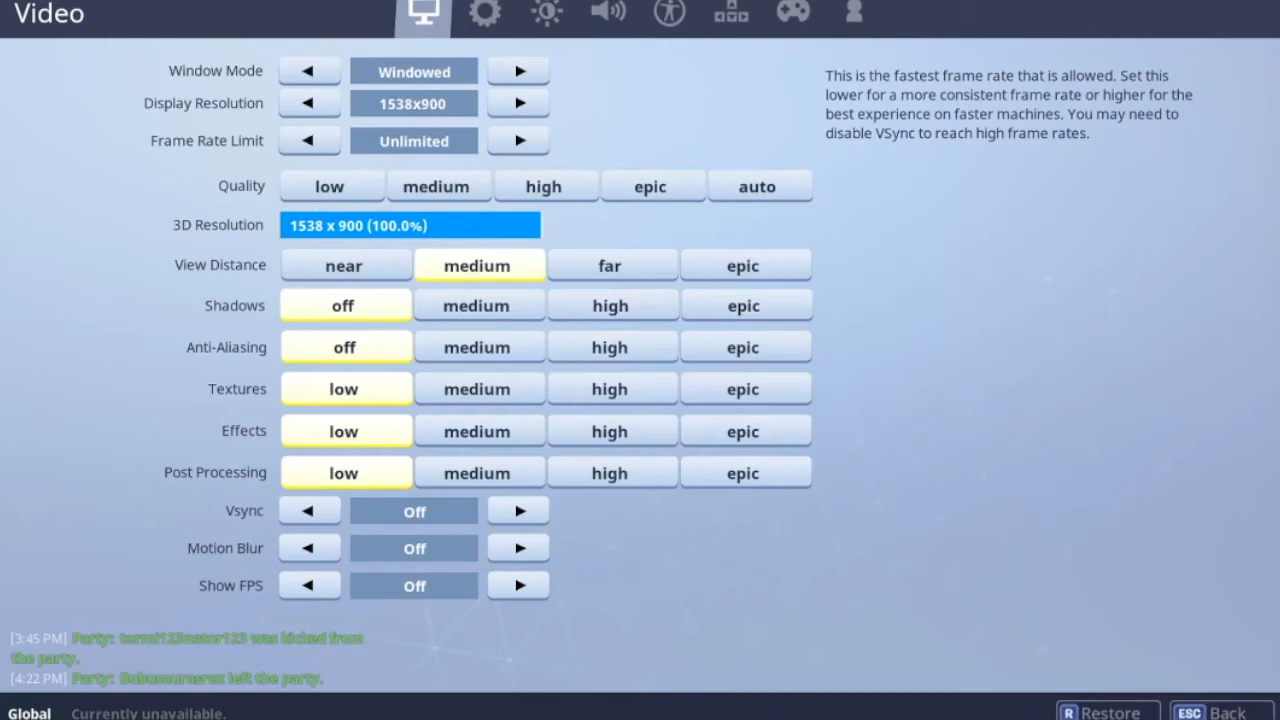 Video
Window Mode Windowed
Display Resolution 1538x900
Frame Rate Limit Unlimited
Quality low medium high epic auto
3D Resolution 1538 x 900 (100.0%)
View Distance near medium far epic
Shadows off medium high epic
Anti-Aliasing off medium high epic
Textures low medium high epic
Effects low medium high epic
Post Processing low medium high epic
Vsync Off
Motion Blur Off
Show FPS Off
This is the fastest frame rate that is allowed. Set this
lower for a more consistent frame rate or higher for the
best experience on faster machines. You may need to
disable VSync to reach high frame rates.
[3:45 PM] Party: termi123nator123 was kicked from
the party.
[4:22 PM] Party: Bubusaurasrex left the party.
Global Currently unavailable.
R Restore ESC Back